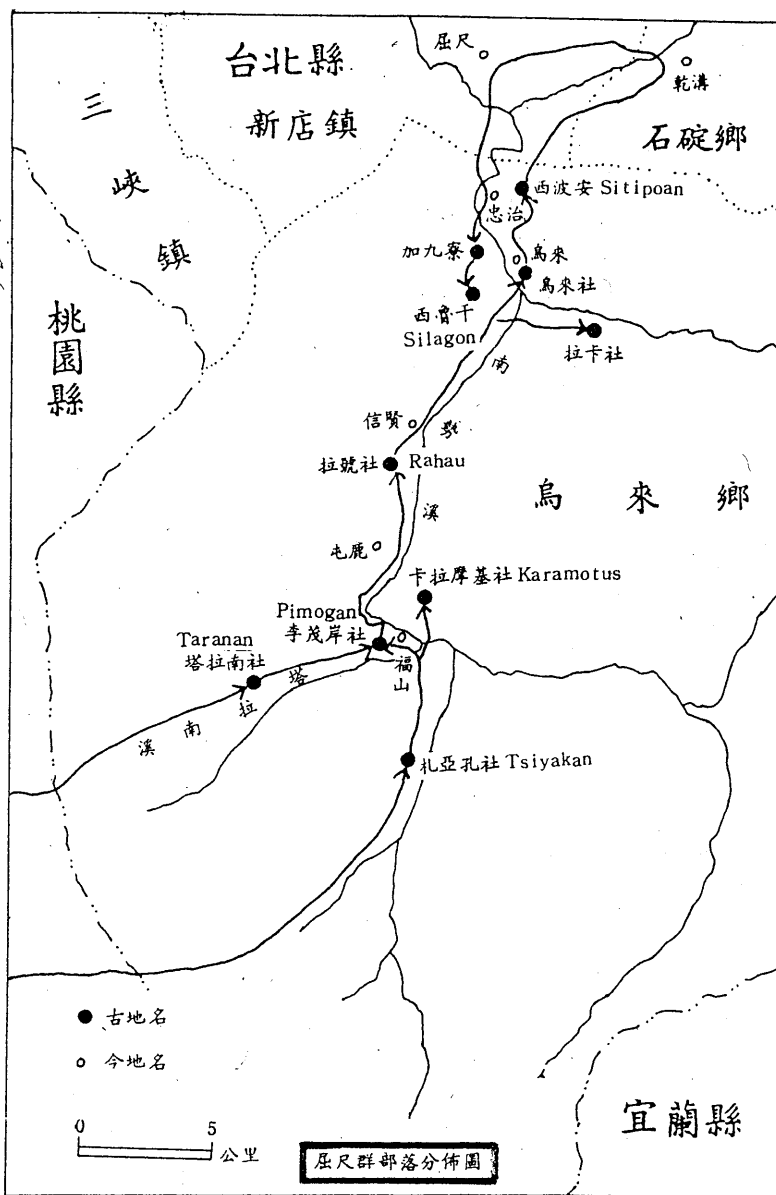 屈尺
乾溝
台北縣
新店鎮
三峽鎮
石碇鄉
西波安 Sitipoan
忠治
加九寮
烏來
烏來社
西魯干
Silagon
拉卡社
桃園縣
南勢溪
信賢
拉號社 Rahau
烏來鄉
屯鹿
卡拉摩基社 Karamotus
Pimogan
李茂岸社
Taranan
塔拉南社
福山
塔拉南溪
札亞孔社 Tsiyakan
古地名
今地名
宜蘭縣
0 5
公里
屈尺群部落分佈圖